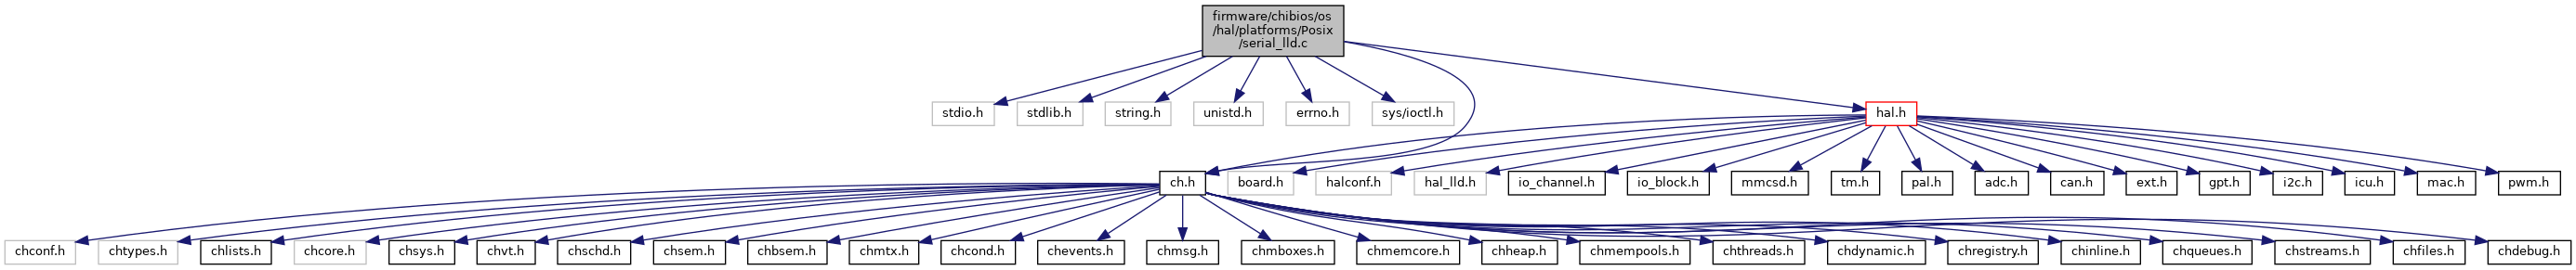 firmware/chibios/os
/hal/platforms/Posix
/serial_lld.c
stdio.h
stdlib.h
string.h
unistd.h
errno.h
sys/ioctl.h
hal.h
ch.h
board.h
halconf.h
hal_lld.h
io_channel.h
io_block.h
mmcsd.h
tm.h
pal.h
adc.h
can.h
ext.h
gpt.h
i2c.h
icu.h
mac.h
pwm.h
chconf.h
chtypes.h
chlists.h
chcore.h
chsys.h
chvt.h
chschd.h
chsem.h
chbsem.h
chmtx.h
chcond.h
chevents.h
chmsg.h
chmboxes.h
chmemcore.h
chheap.h
chmempools.h
chthreads.h
chdynamic.h
chregistry.h
chinline.h
chqueues.h
chstreams.h
chfiles.h
chdebug.h